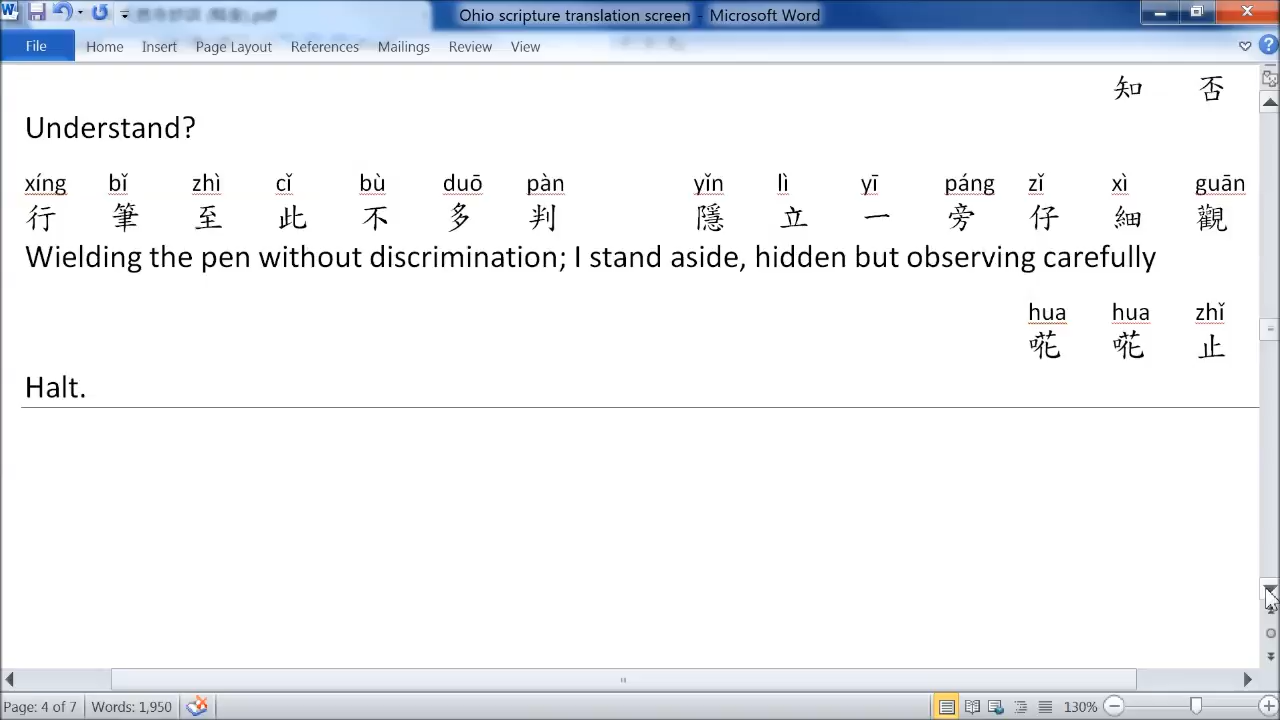 Ohio scripture translation screen - Microsoft Word
File Home Insert Page Layout References Mailings Review View
知 否
Understand?
xíng bǐ zhì cǐ bù duō pàn yǐn lì yī páng zǐ xì guān
行 筆 至 此 不 多 判 隱 立 一 旁 仔 細 觀
Wielding the pen without discrimination; I stand aside, hidden but observing carefully
hua hua zhǐ
𠯢 𠯢 止
Halt.
Page: 4 of 7 Words: 1,950 130%